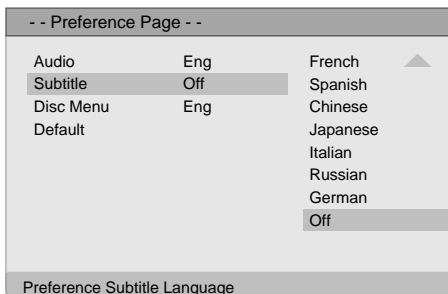 - - Preference Page - -
Audio Eng French
Subtitle Off Spanish
Disc Menu Eng Chinese
Default Japanese
Italian
Russian
German
Off
Preference Subtitle Language